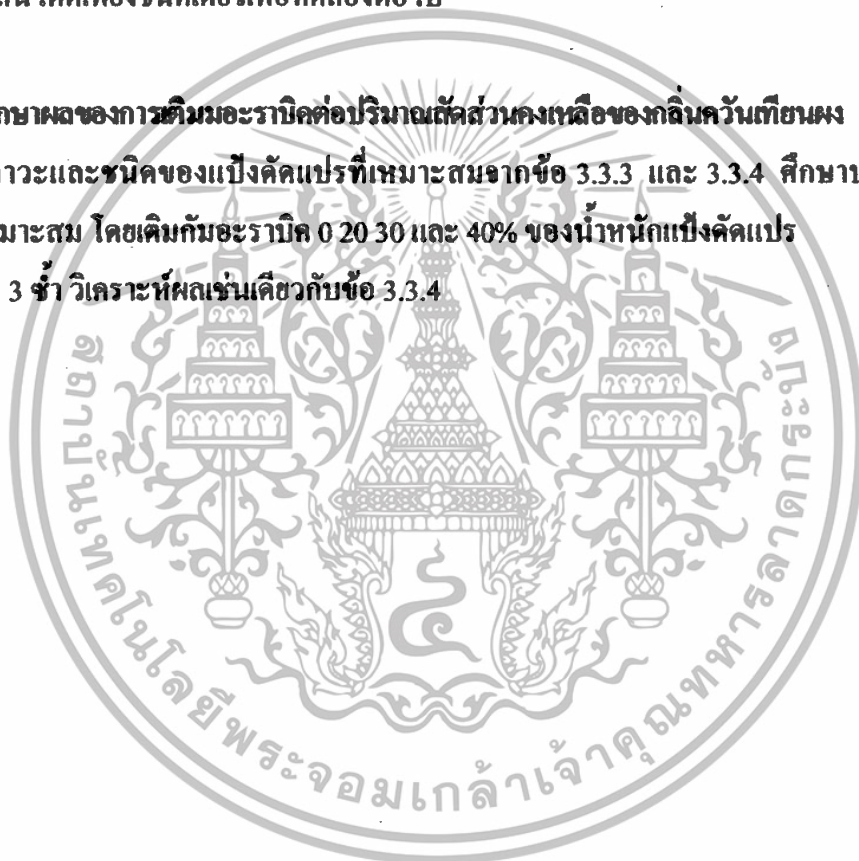 กษาผลของการเติมมอะราบิคต่อปริมาณสัดส่วนคงเหลือของกลิ่นควันเทียนผง
าวะและชนิดของแป้งดัดแปรที่เหมาะสมจากข้อ 3.3.3 และ 3.3.4 ศึกษาป
มาะสม โดยเติมกัมอะราบิค 0 20 30 และ 40% ของน้ำหนักแป้งดัดแปร
3 ซ้ำ วิเคราะห์ผลเช่นเดียวกับข้อ 3.3.4
สถาบันเทคโนโลยีพระจอมเกล้าเจ้าคุณทหารลาดกระบัง